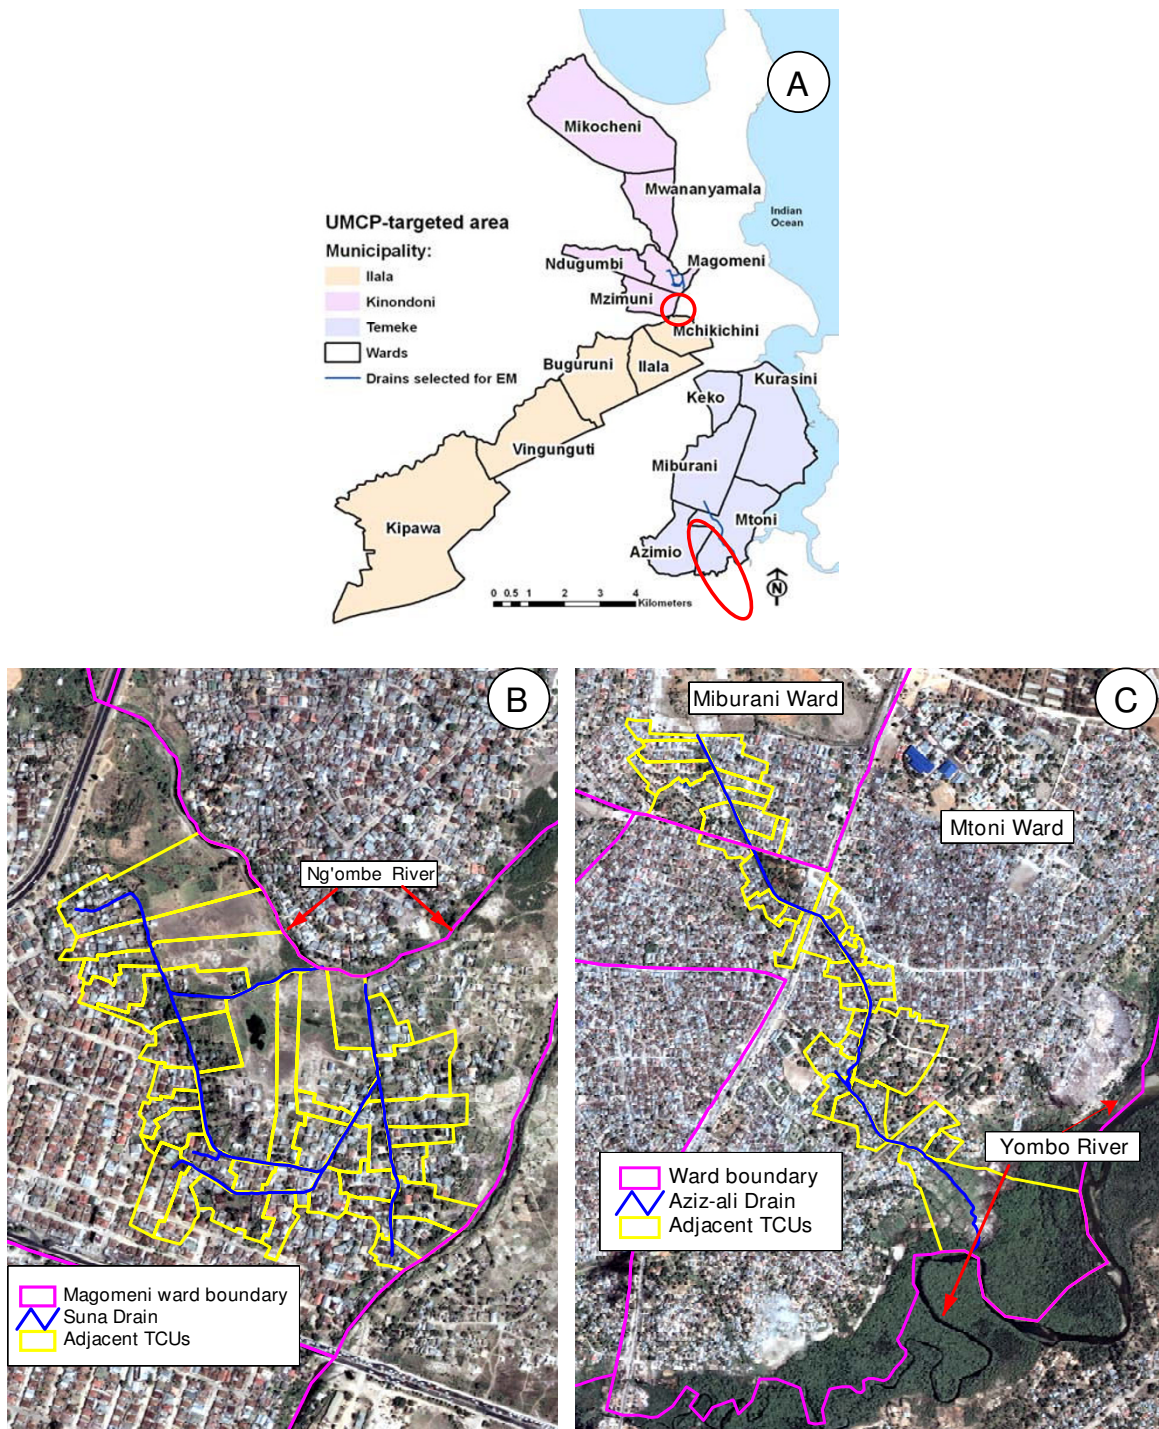 A
Mikocheni
Mwananyamala
Indian
Ocean
UMCP-targeted area
Municipality:
Ilala
Kinondoni
Temeke
Wards
Drains selected for EM
Ndugumbi
Magomeni
Mzimuni
Mchikichini
Buguruni
Ilala
Kurasini
Keko
Vingunguti
Miburani
Kipawa
Mtoni
Azimio
0 0.5 1 2 3 4
Kilometers
N
B
Ng'ombe River
Magomeni ward boundary
Suna Drain
Adjacent TCUs
C
Miburani Ward
Mtoni Ward
Yombo River
Ward boundary
Aziz-ali Drain
Adjacent TCUs